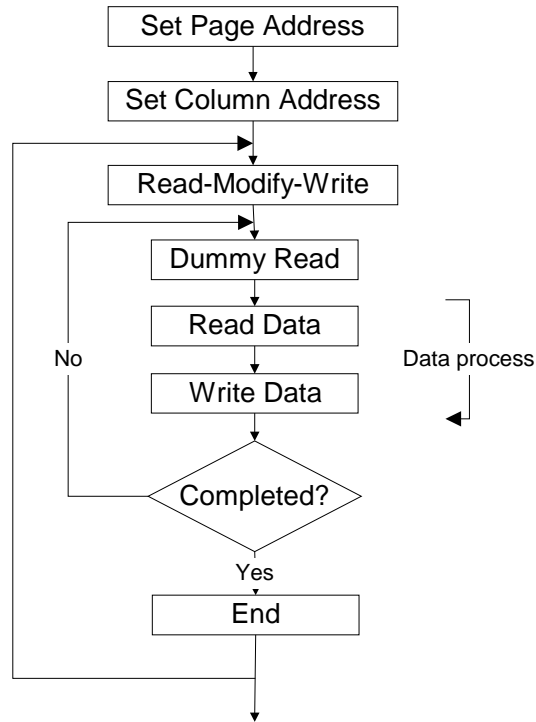 Set Page Address
Set Column Address
Read-Modify-Write
Dummy Read
Read Data
No
Data process
Write Data
Completed?
Yes
End